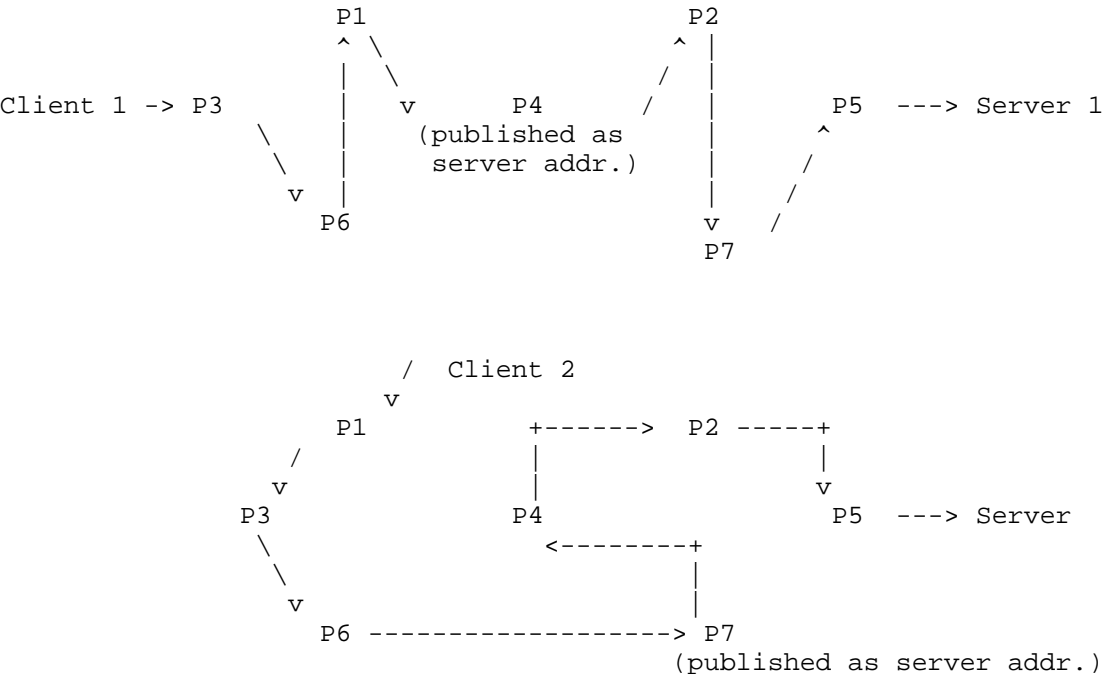 P1 P2
Client 1 -> P3 v P4 P5 ---> Server 1
(published as
server addr.)
v
P6 v
P7
Client 2
v
P1 +------> P2 -----+
v v
P3 P4 P5 ---> Server
<--------+
v
P6 -------------------> P7
(published as server addr.)